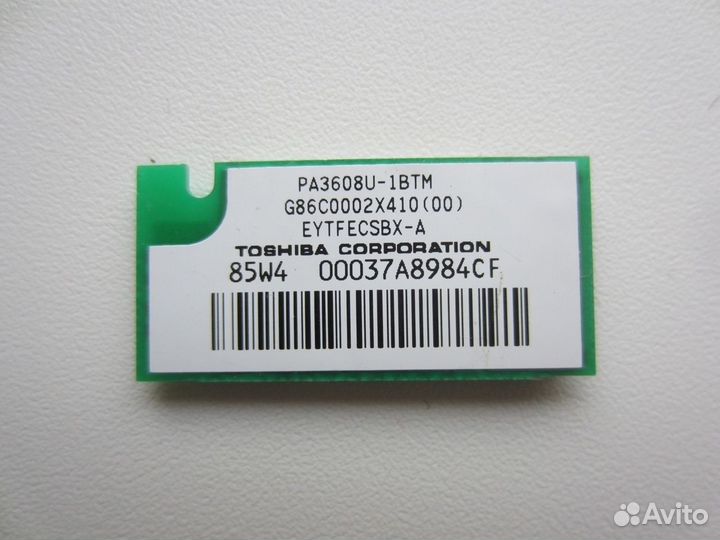 PA3608U-1BTM
G86C0002X410(00)
EYTFECSBX-A
TOSHIBA CORPORATION
85W4 00037A8984CF
Avito